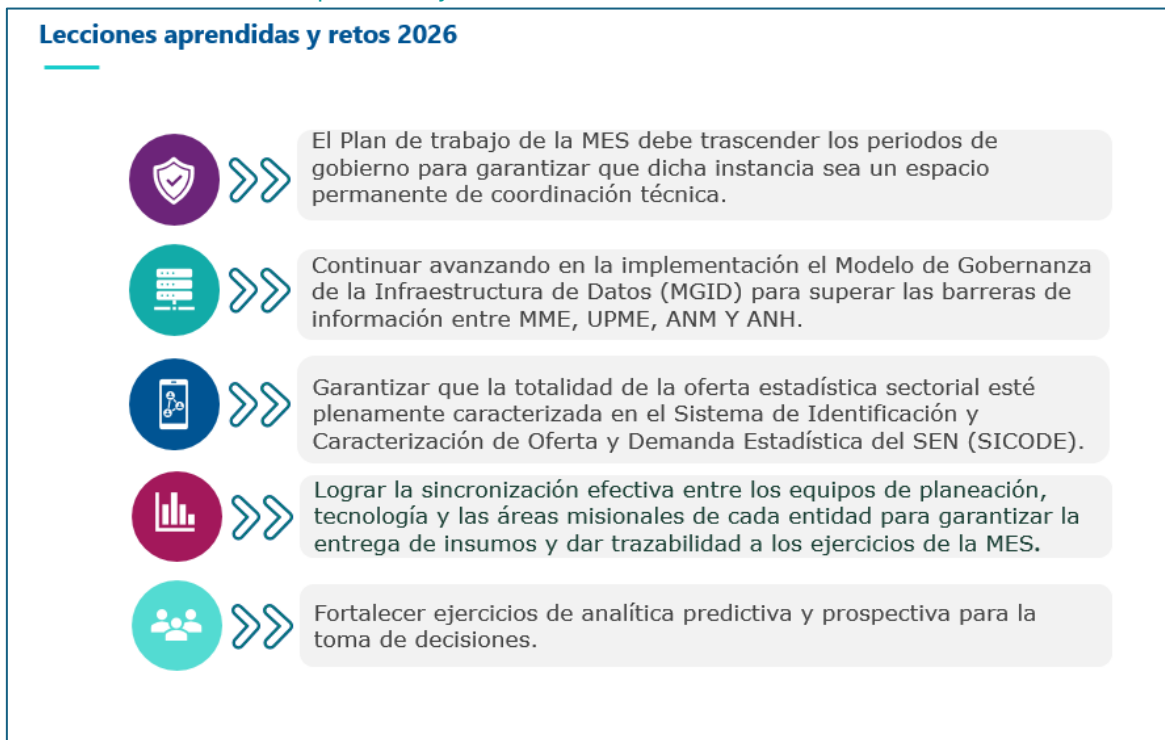 Lecciones aprendidas y retos 2026
El Plan de trabajo de la MES debe trascender los periodos de
gobierno para garantizar que dicha instancia sea un espacio
permanente de coordinación técnica.
Continuar avanzando en la implementación el Modelo de Gobernanza
de la Infraestructura de Datos (MGID) para superar las barreras de
información entre MME, UPME, ANM Y ANH.
Garantizar que la totalidad de la oferta estadística sectorial esté
plenamente caracterizada en el Sistema de Identificación y
Caracterización de Oferta y Demanda Estadística del SEN (SICODE).
Lograr la sincronización efectiva entre los equipos de planeación,
tecnología y las áreas misionales de cada entidad para garantizar la
entrega de insumos y dar trazabilidad a los ejercicios de la MES.
Fortalecer ejercicios de analítica predictiva y prospectiva para la
toma de decisiones.